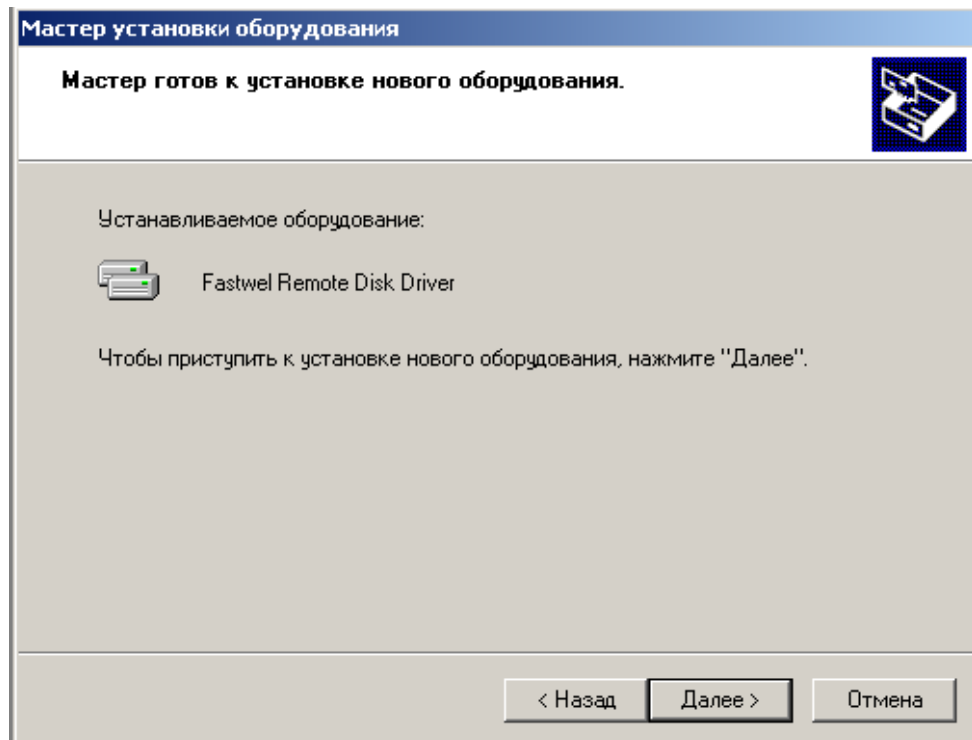 Мастер установки оборудования
Мастер готов к установке нового оборудования.
Устанавливаемое оборудование:
Fastwel Remote Disk Driver
Чтобы приступить к установке нового оборудования, нажмите "Далее".
< Назад Далее > Отмена